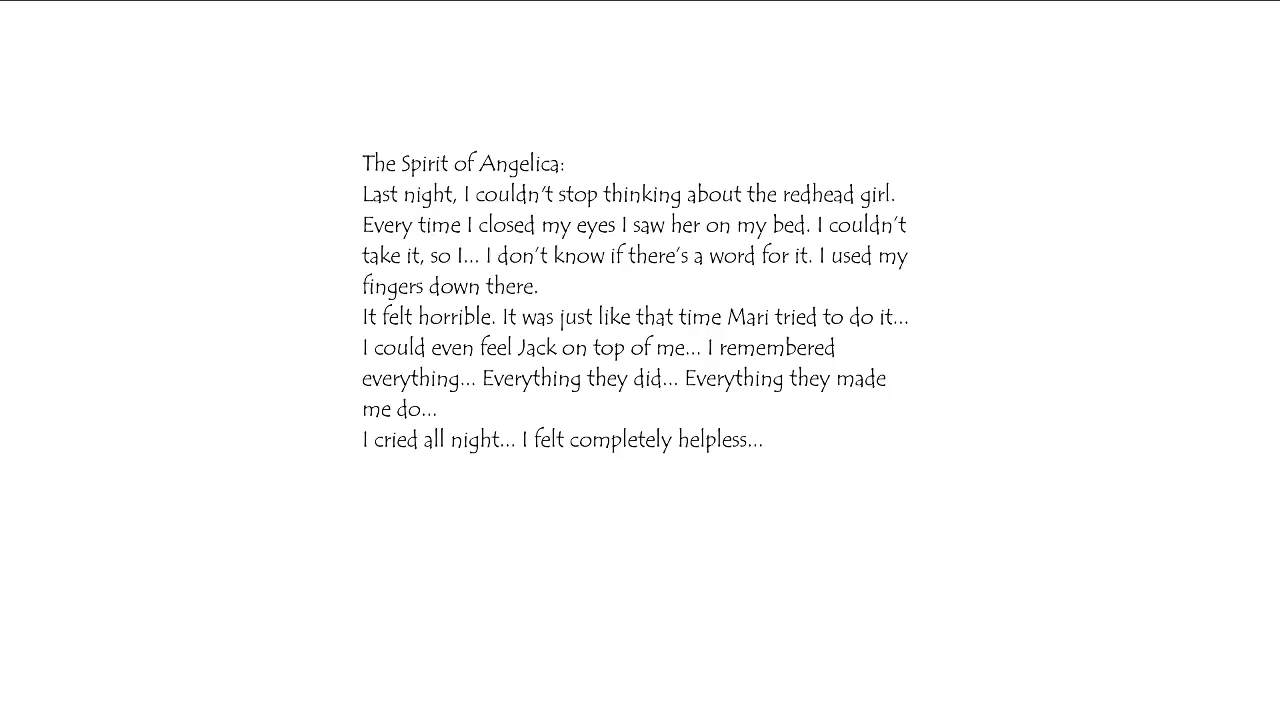 The Spirit of Angelica:
Last night, I couldn't stop thinking about the redhead girl.
Every time I closed my eyes I saw her on my bed. I couldn't
take it, so I... I don't know if there's a word for it. I used my
fingers down there.
It felt horrible. It was just like that time Mari tried to do it...
I could even feel Jack on top of me... I remembered
everything... Everything they did... Everything they made
me do...
I cried all night... I felt completely helpless...